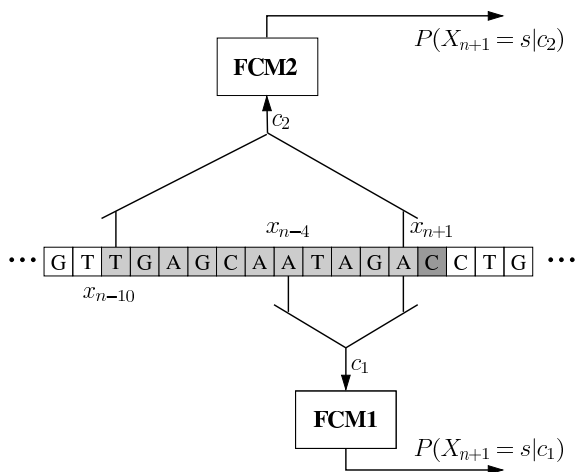 P(X_{n+1} = s|c_2)
FCM2
c_2
x_{n−4}
x_{n+1}
··· G T T G A G C A A T A G A C C T G ···
x_{n−10}
c_1
FCM1
P(X_{n+1} = s|c_1)